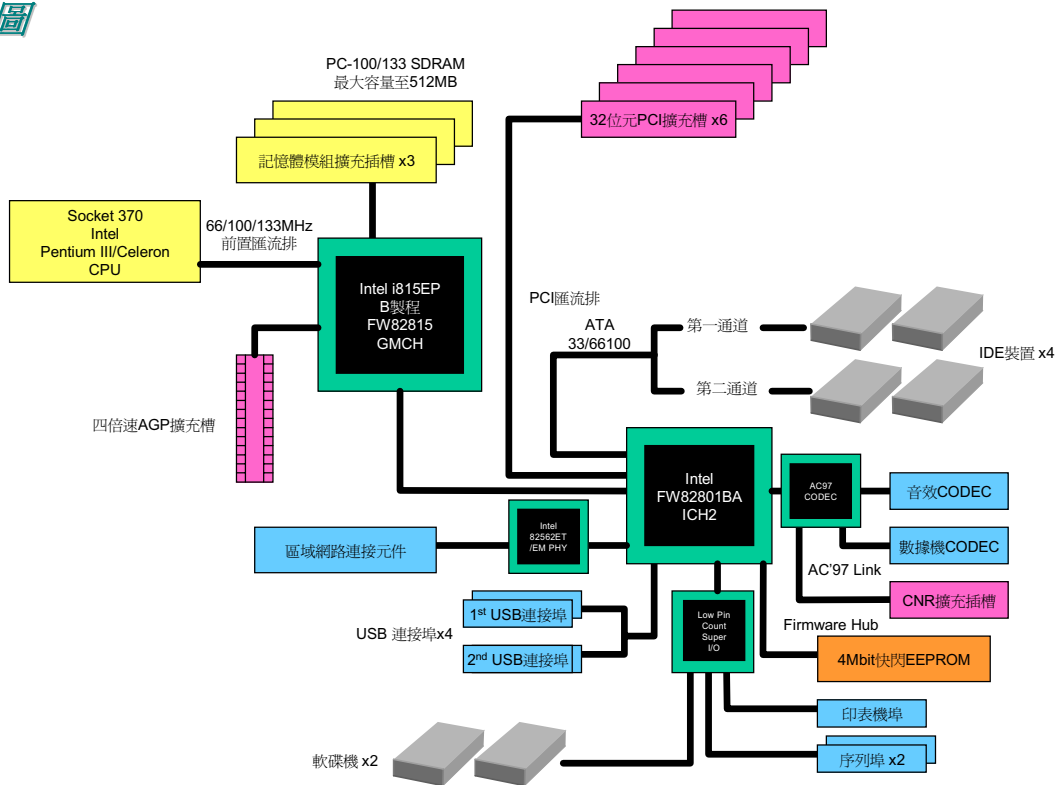 圖
PC-100/133 SDRAM
最大容量至512MB
32位元PCI擴充槽 x6
記憶體模組擴充插槽 x3
Socket 370
Intel
Pentium III/Celeron
CPU
66/100/133MHz
前置匯流排
Intel i815EP
B製程
FW82815
GMCH
PCI匯流排
ATA
33/66100
第一通道
IDE裝置 x4
第二通道
四倍速AGP擴充槽
Intel
FW82801BA
ICH2
AC97
CODEC
音效CODEC
Intel
82562ET
/EM PHY
區域網路連接元件
數據機CODEC
AC'97 Link
CNR擴充插槽
1st USB連接埠
USB 連接埠x4
2nd USB連接埠
Low Pin
Count
Super
I/O
Firmware Hub
4Mbit快閃EEPROM
印表機埠
軟碟機 x2
序列埠 x2